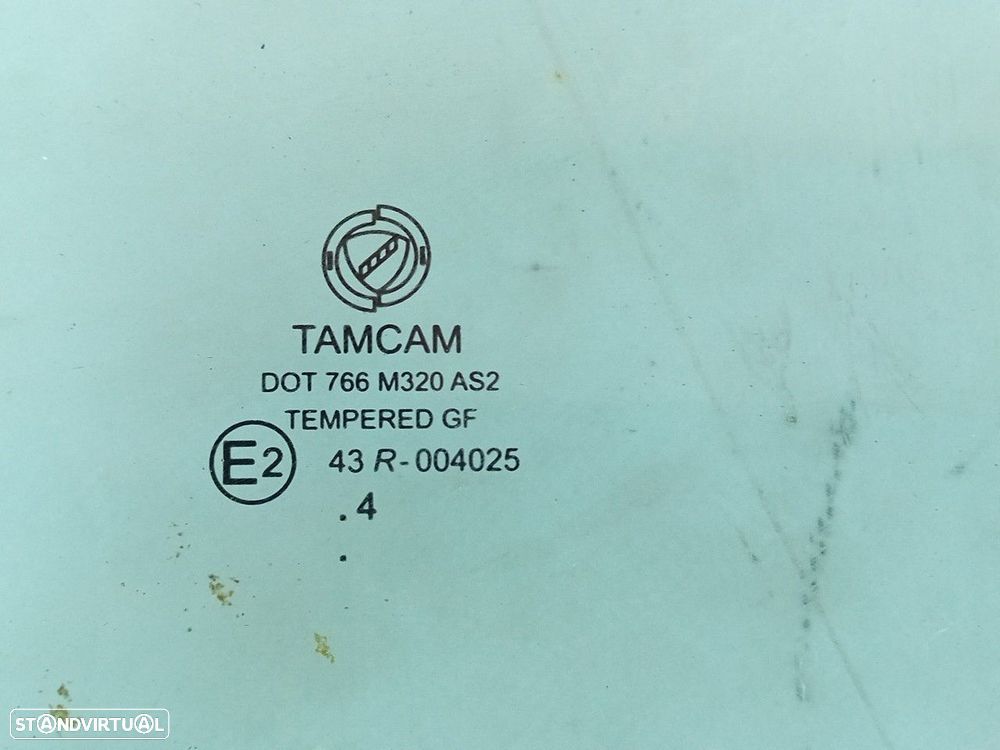 TAMCAM
DOT 766 M320 AS2
TEMPERED GF
E2 43 R-004025
.4
.
STANDVIRTUAL